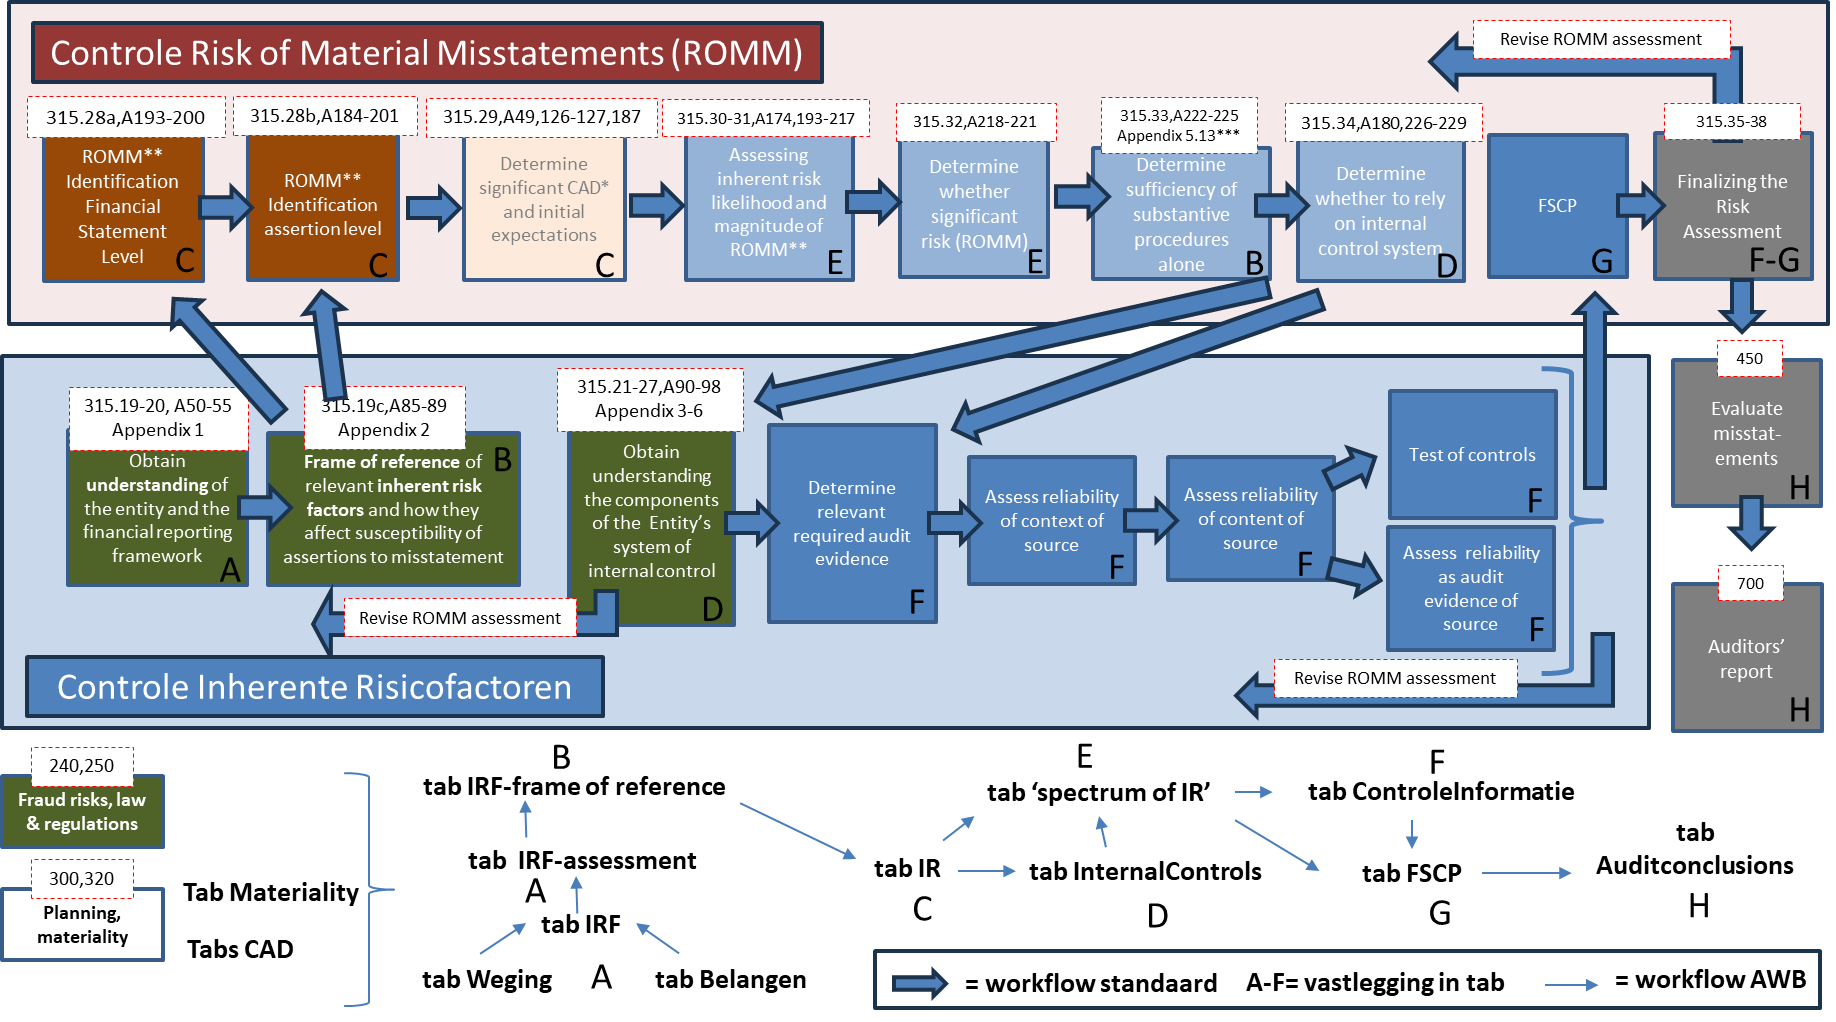 Controle Risk of Material Misstatements (ROMM)
Revise ROMM assessment
315.28a,A193-200
ROMM**
Identification
Financial
Statement
Level
C
315.28b,A184-201
ROMM**
Identification
assertion level
C
315.29,A49,126-127,187
Determine
significant CAD*
and initial
expectations
C
315.30-31,A174,193-217
Assessing
inherent risk
likelihood and
magnitude of
ROMM**
E
315.32,A218-221
Determine
whether
significant
risk (ROMM)
E
315.33,A222-225
Appendix 5.13***
Determine
sufficiency of
substantive
procedures
alone
B
315.34,A180,226-229
Determine
whether to rely
on internal
control system
D
FSCP
G
315.35-38
Finalizing the
Risk
Assessment
F-G
315.19-20, A50-55
Appendix 1
Obtain
understanding of
the entity and the
financial reporting
framework
A
315.19c,A85-89
Appendix 2
Frame of reference of
relevant inherent risk
factors and how they
affect susceptibility of
assertions to misstatement
B
315.21-27,A90-98
Appendix 3-6
Obtain
understanding
the components
of the Entity's
system of
internal control
D
Determine
relevant
required audit
evidence
F
Assess reliability
of context of
source
F
Assess reliability
of content of
source
F
Test of controls
F
Assess reliability
as audit
evidence of
source
F
450
Evaluate
misstat-
ements
H
700
Auditors'
report
H
Revise ROMM assessment
Revise ROMM assessment
Controle Inherente Risicofactoren
240,250
Fraud risks, law
& regulations
300,320
Planning,
materiality
Tab Materiality
Tabs CAD
B
tab IRF-frame of reference
tab IRF-assessment
A
tab IRF
tab Weging
A
tab Belangen
E
tab ‘spectrum of IR’
tab IR
C
tab InternalControls
D
F
tab ControleInformatie
tab FSCP
G
tab
Auditconclusions
H
= workflow standaard
A-F= vastlegging in tab
= workflow AWB